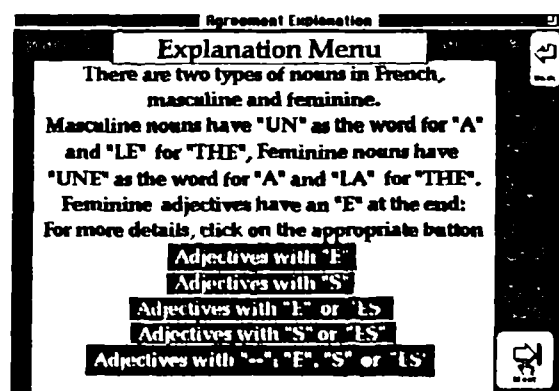 Agreement Explanation
Explanation Menu
There are two types of nouns in French,
masculine and feminine.
Masculine nouns have "UN" as the word for "A"
and "LE" for "THE", Feminine nouns have
"UNE" as the word for "A" and "LA" for "THE".
Feminine adjectives have an "E" at the end:
For more details, click on the appropriate button
Adjectives with "E"
Adjectives with "S"
Adjectives with "E" or "ES
Adjectives with "S" or "ES"
Adjectives with "--": "E", "S" or "ES"